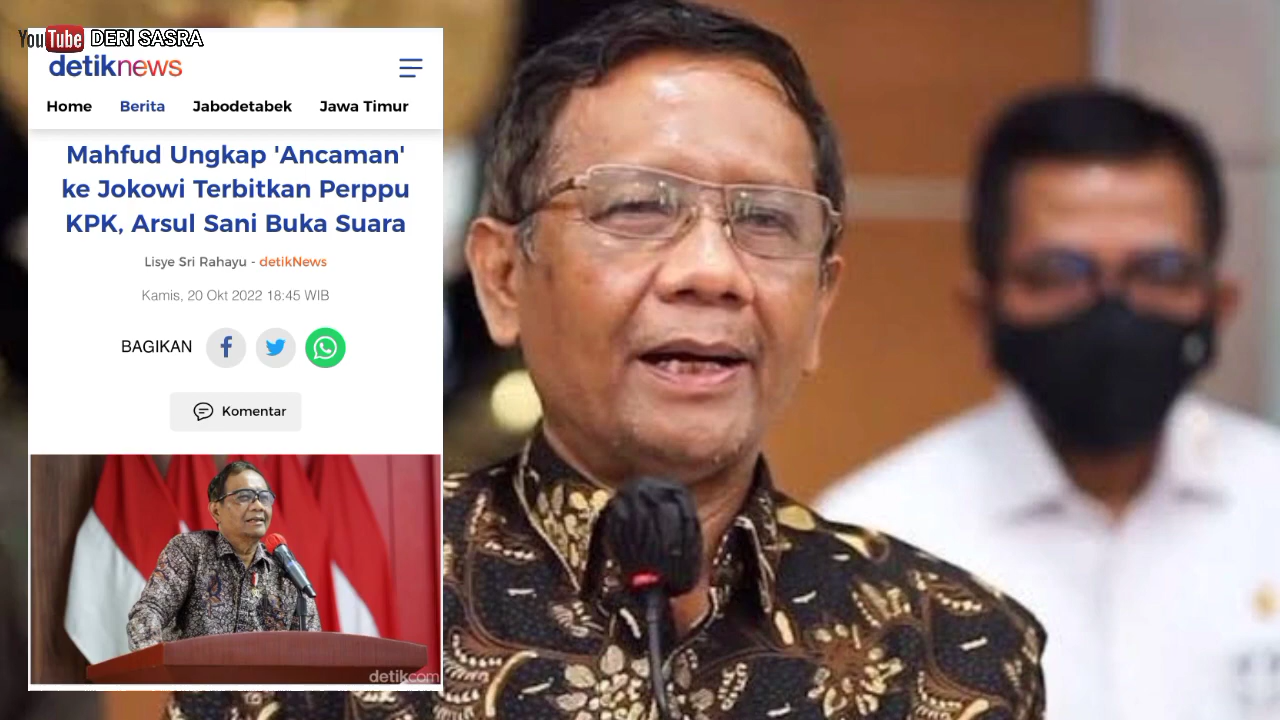 YouTube DERI SASRA
detiknews
Home Berita Jabodetabek Jawa Timur
Mahfud Ungkap 'Ancaman'
ke Jokowi Terbitkan Perppu
KPK, Arsul Sani Buka Suara
Lisye Sri Rahayu - detikNews
Kamis, 20 Okt 2022 18:45 WIB
BAGIKAN
Komentar
detikcom